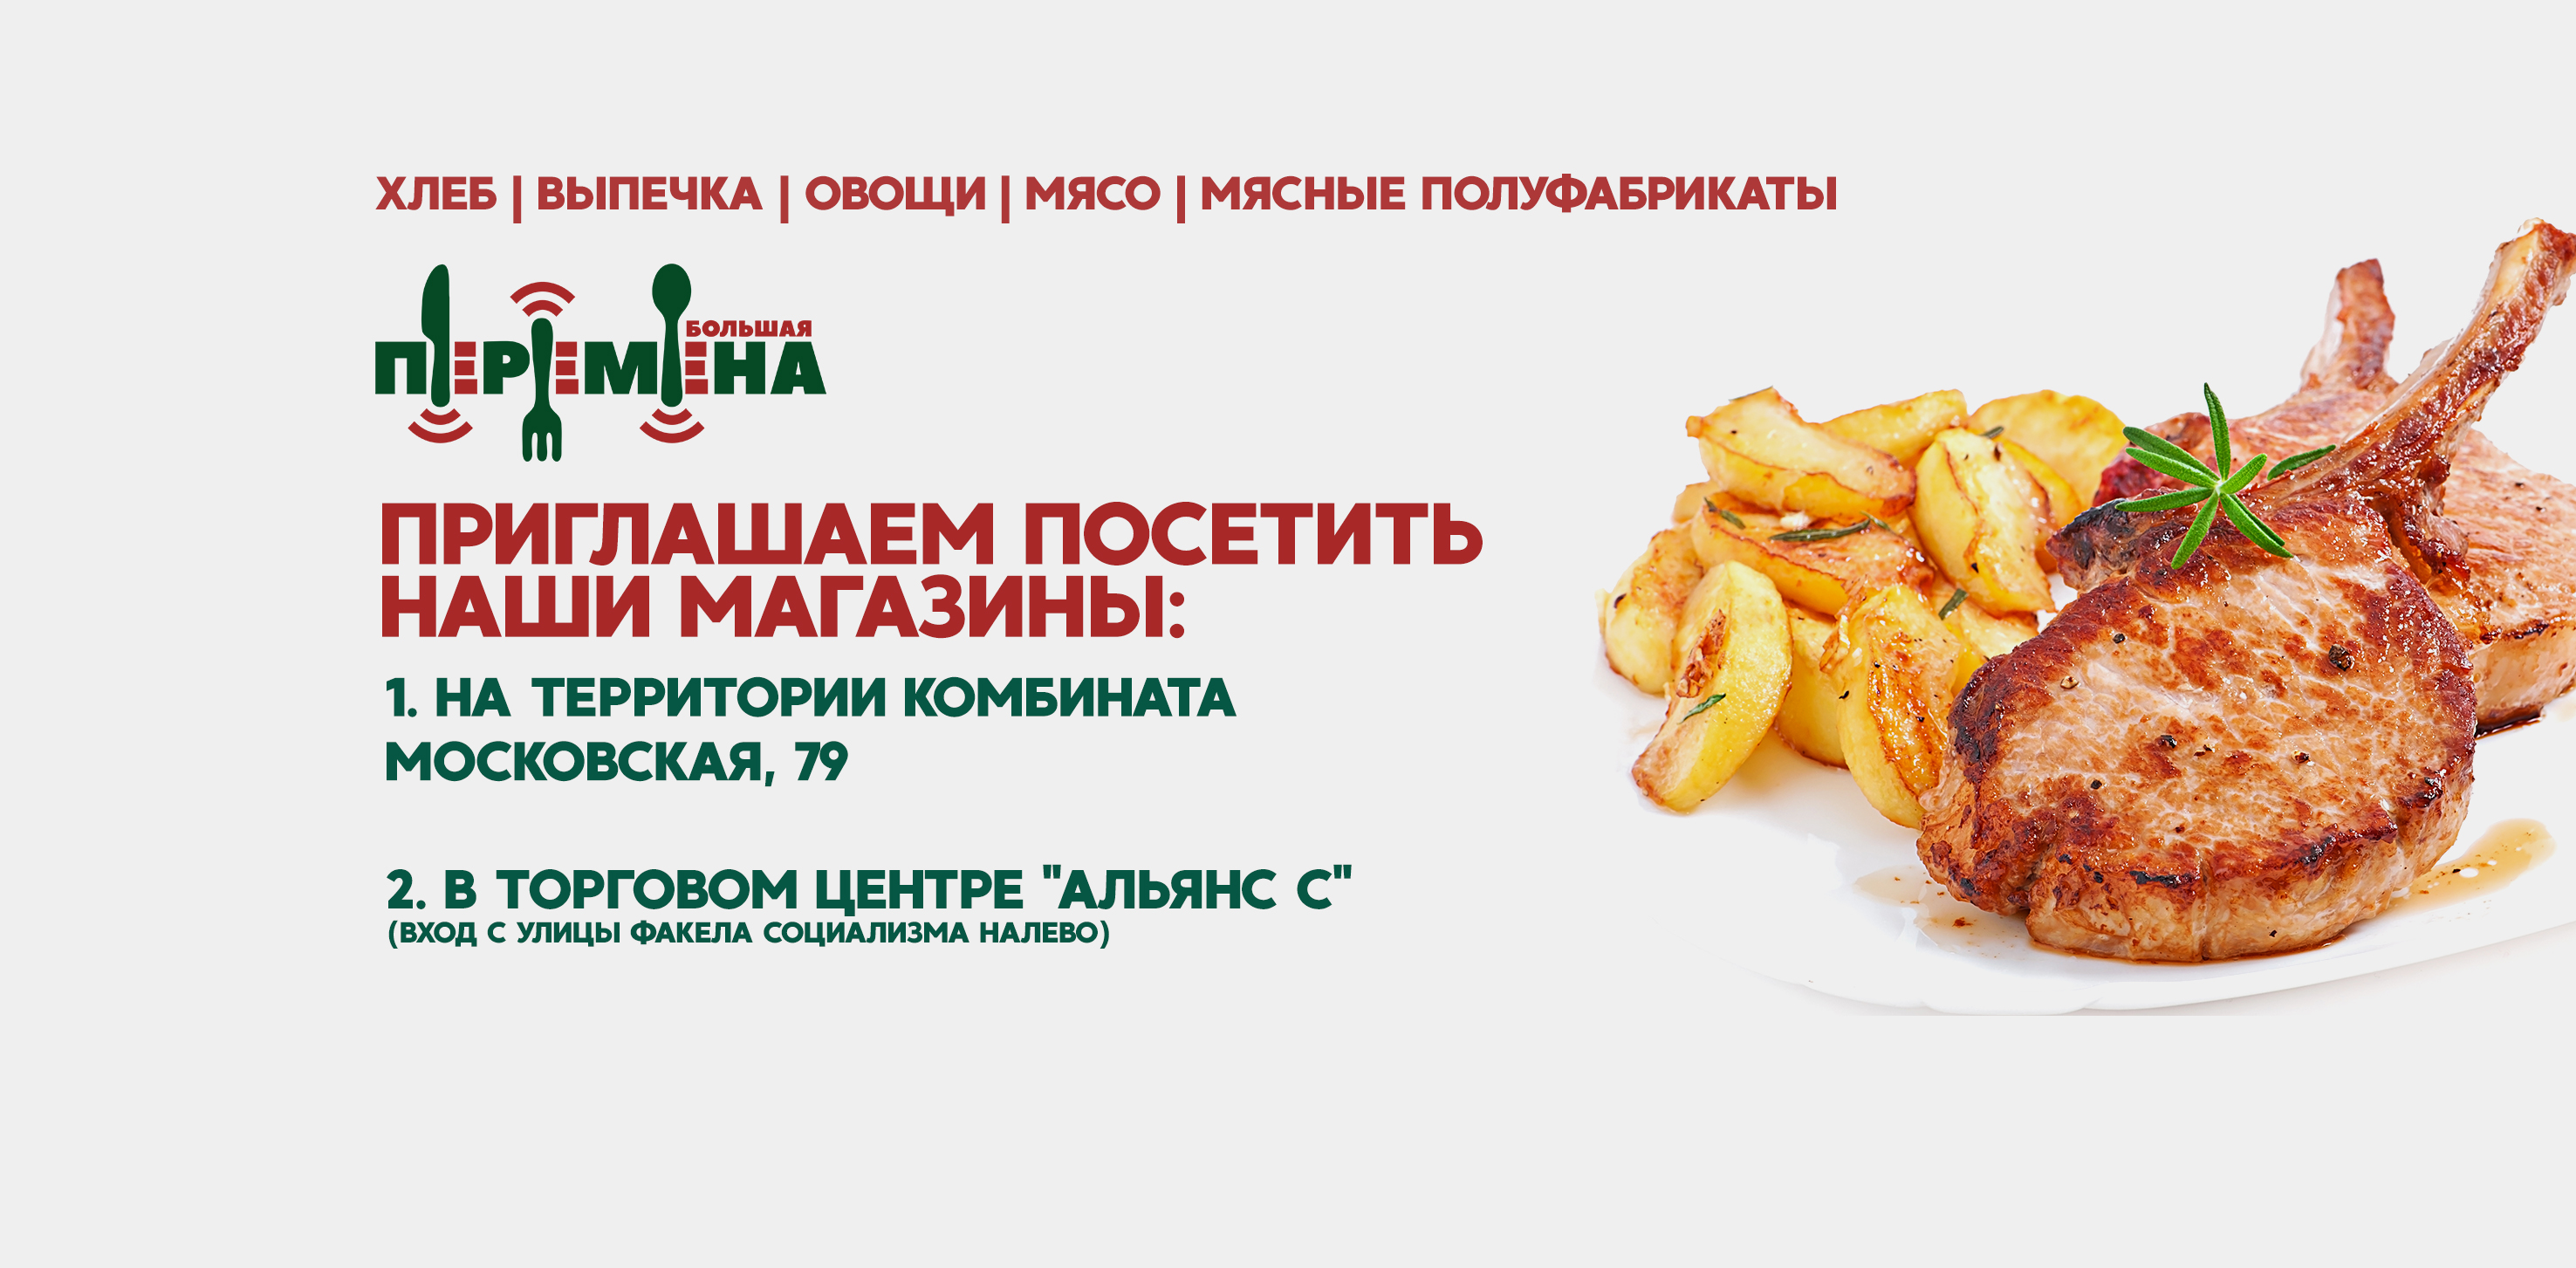 ХЛЕБ | ВЫПЕЧКА | ОВОЩИ | МЯСО | МЯСНЫЕ ПОЛУФАБРИКАТЫ
БОЛЬШАЯ
ПЕРЕМЕНА
ПРИГЛАШАЕМ ПОСЕТИТЬ
НАШИ МАГАЗИНЫ:
1. НА ТЕРРИТОРИИ КОМБИНАТА
МОСКОВСКАЯ, 79
2. В ТОРГОВОМ ЦЕНТРЕ "АЛЬЯНС С"
(ВХОД С УЛИЦЫ ФАКЕЛА СОЦИАЛИЗМА НАЛЕВО)